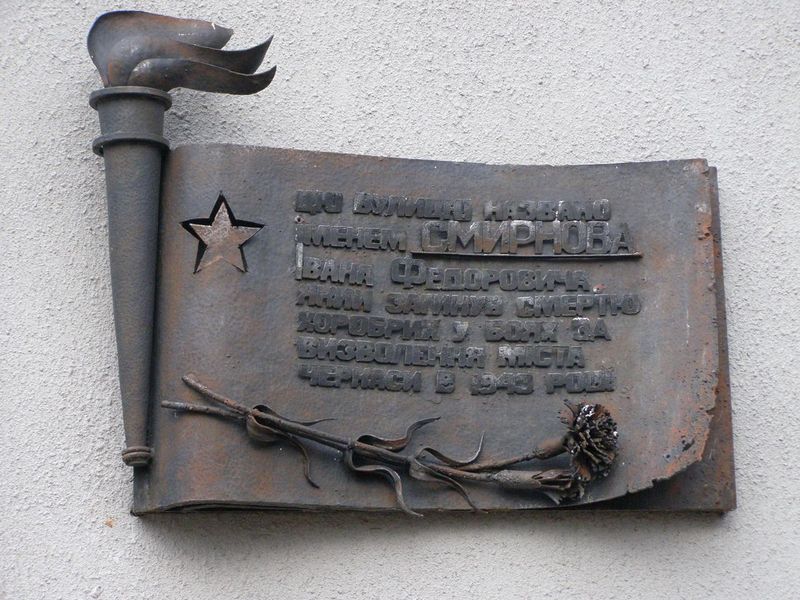 ЦЮ ВУЛИЦЮ НАЗВАНО
ІМЕНЕМ СМИРНОВА
ІВАНА ФЕДОРОВИЧА
ЯКИЙ ЗАГИНУВ СМЕРТЮ
ХОРОБРИХ У БОЯХ ЗА
ВИЗВОЛЕННЯ МІСТА
ЧЕРКАСИ В 1943 РОЦІ